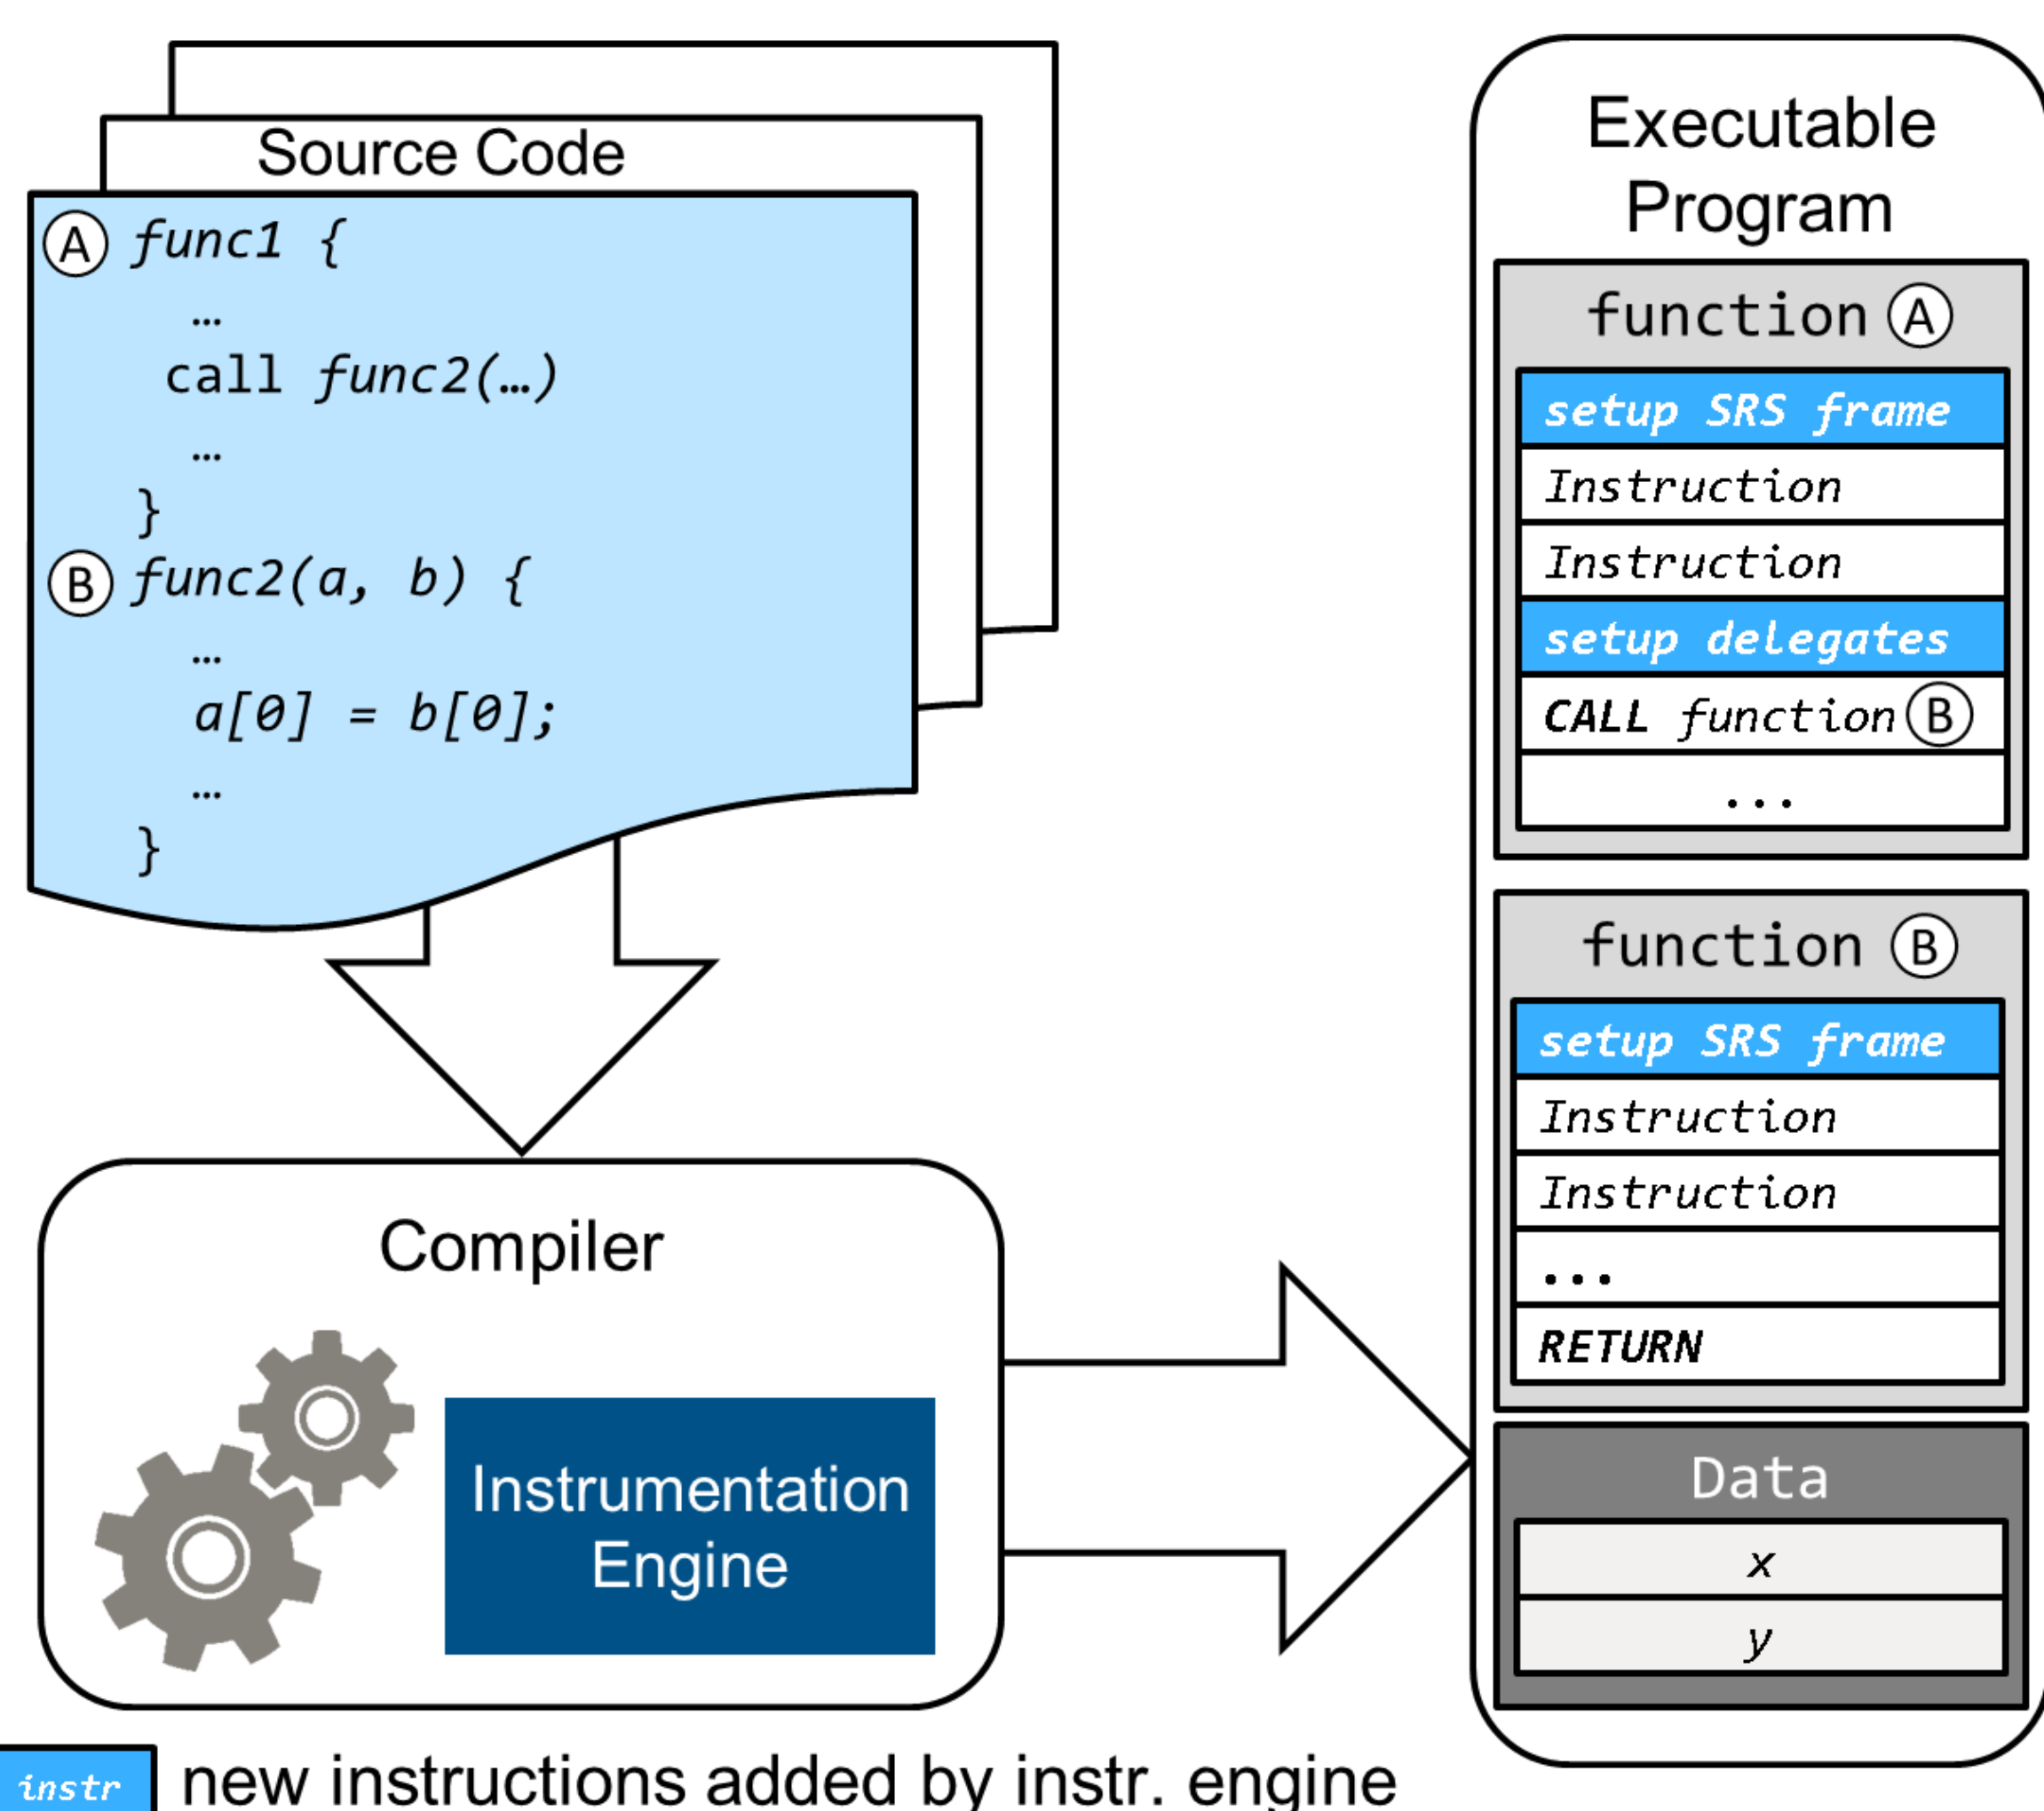 Source Code
Ⓐ func1 {
…
call func2(…)
…
}
Ⓑ func2(a, b) {
…
a[0] = b[0];
…
}
Compiler
Instrumentation
Engine
Executable
Program
function Ⓐ
setup SRS frame
Instruction
Instruction
setup delegates
CALL function Ⓑ
...
function Ⓑ
setup SRS frame
Instruction
Instruction
...
RETURN
Data
x
y
instr new instructions added by instr. engine